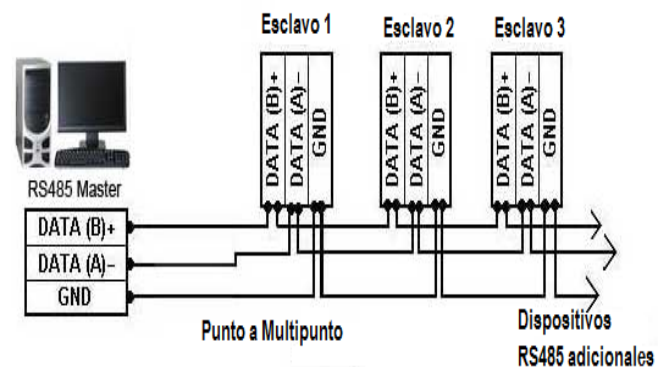 Esclavo 1
Esclavo 2
Esclavo 3
DATA (B)+
DATA (A)-
GND
DATA (B)+
DATA (A)-
GND
DATA (B)+
DATA (A)-
GND
RS485 Master
DATA (B)+
DATA (A)-
GND
Punto a Multipunto
Dispositivos
RS485 adicionales